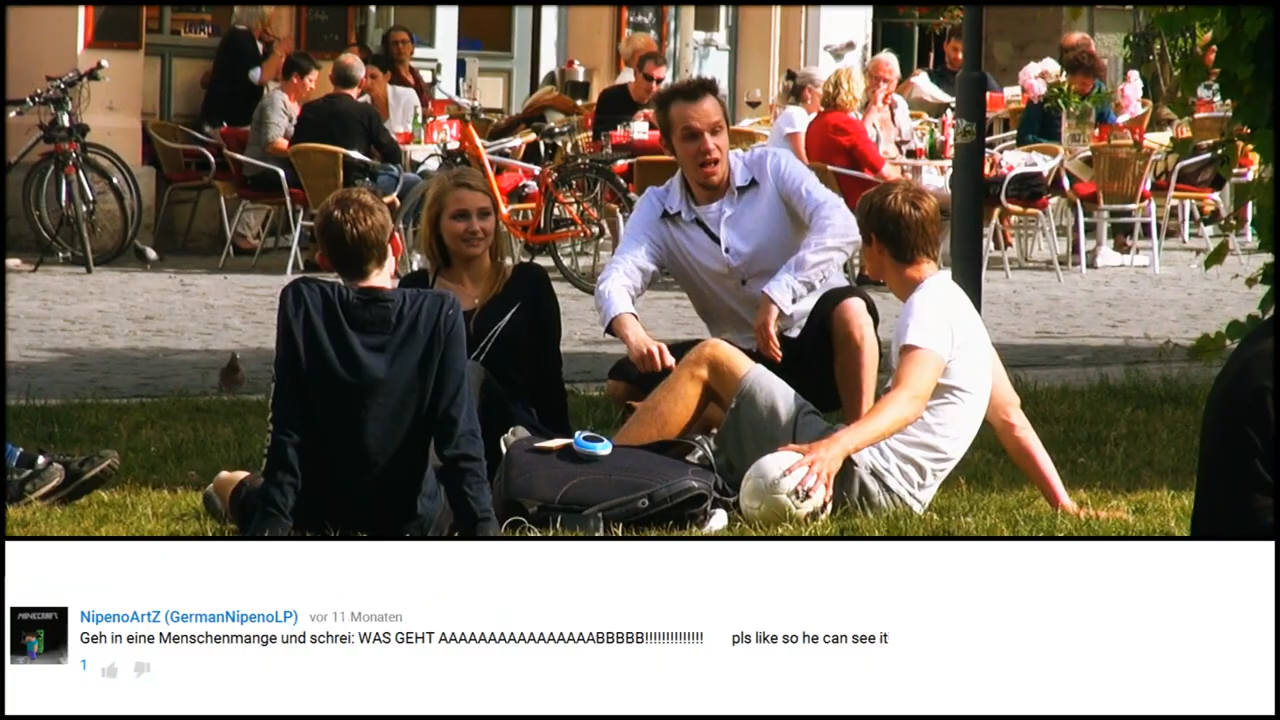 NipenoArtZ (GermanNipenoLP) vor 11 Monaten
Geh in eine Menschenmange und schrei: WAS GEHT AAAAAAAAAAAAAAAABBBBB!!!!!!!!!!!!!! pls like so he can see it
1